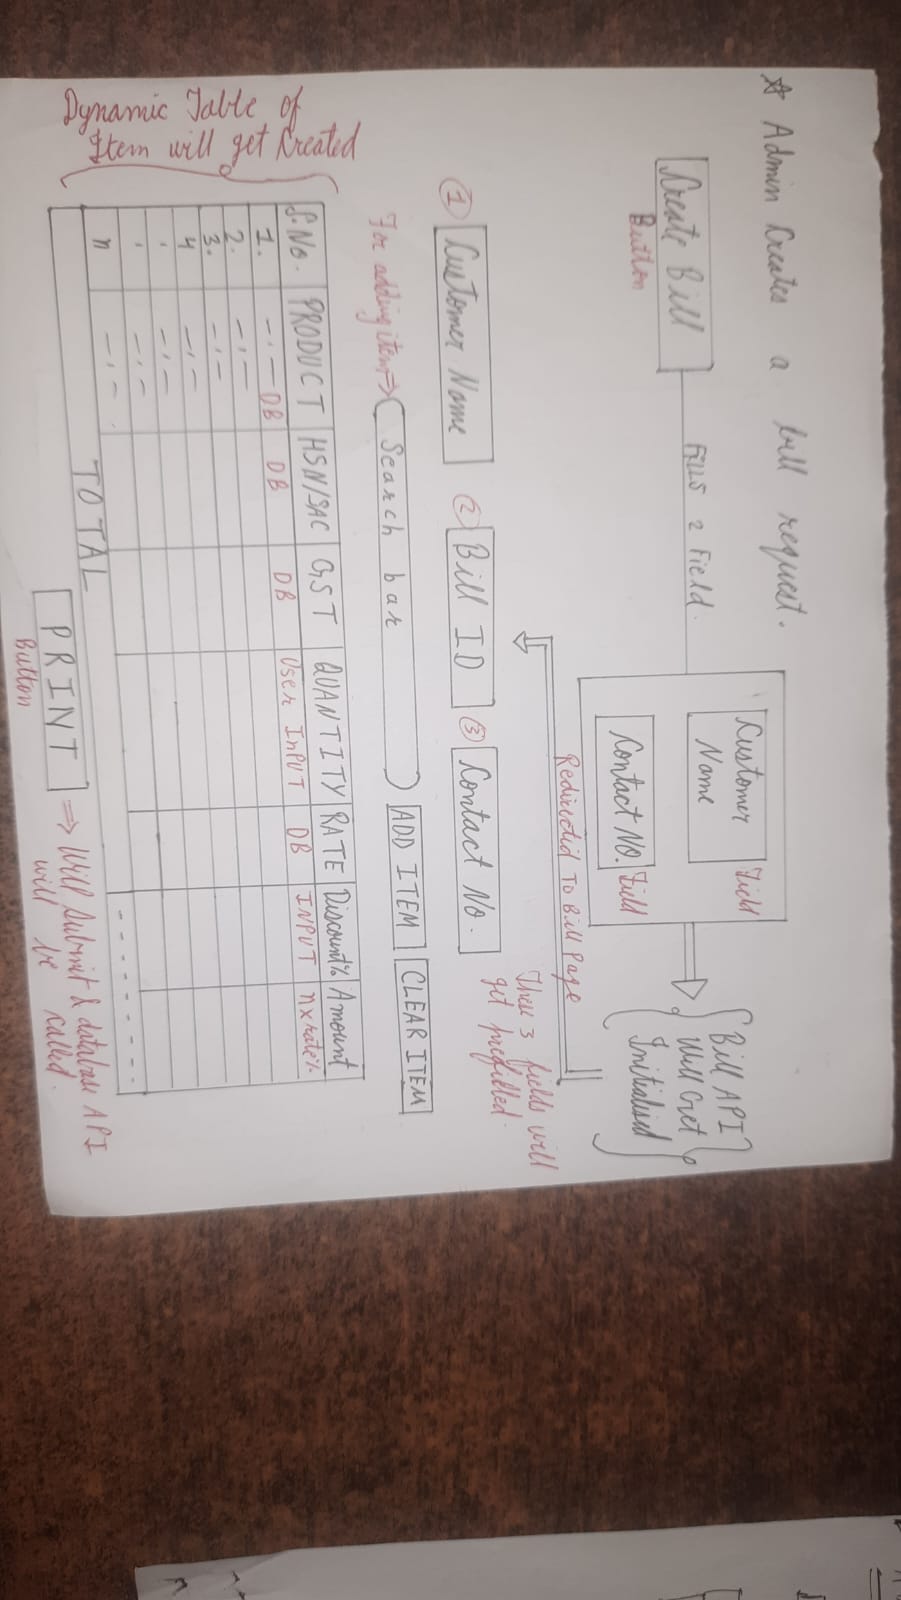 ☆ Admin Creates a bill request.
Create Bill
Button
FILLS 2 Field.
Customer Field
Name
Contact NO. Field
Bill API
Will Get
Initialised
Redirected To Bill Page
These 3 fields will
get prefilled.
① Customer Name ② Bill ID ③ Contact No.
For adding item⇒ Search bar ADD ITEM CLEAR ITEM
Dynamic Table of
Item will get Created
S.No. PRODUCT HSN/SAC GST QUANTITY RATE Discount% Amount
1. DB DB DB User InPUT DB INPUT n x rate%
2.
3.
4
n
TOTAL
PRINT ⇒ Will Submit & database API
will be called.
Button